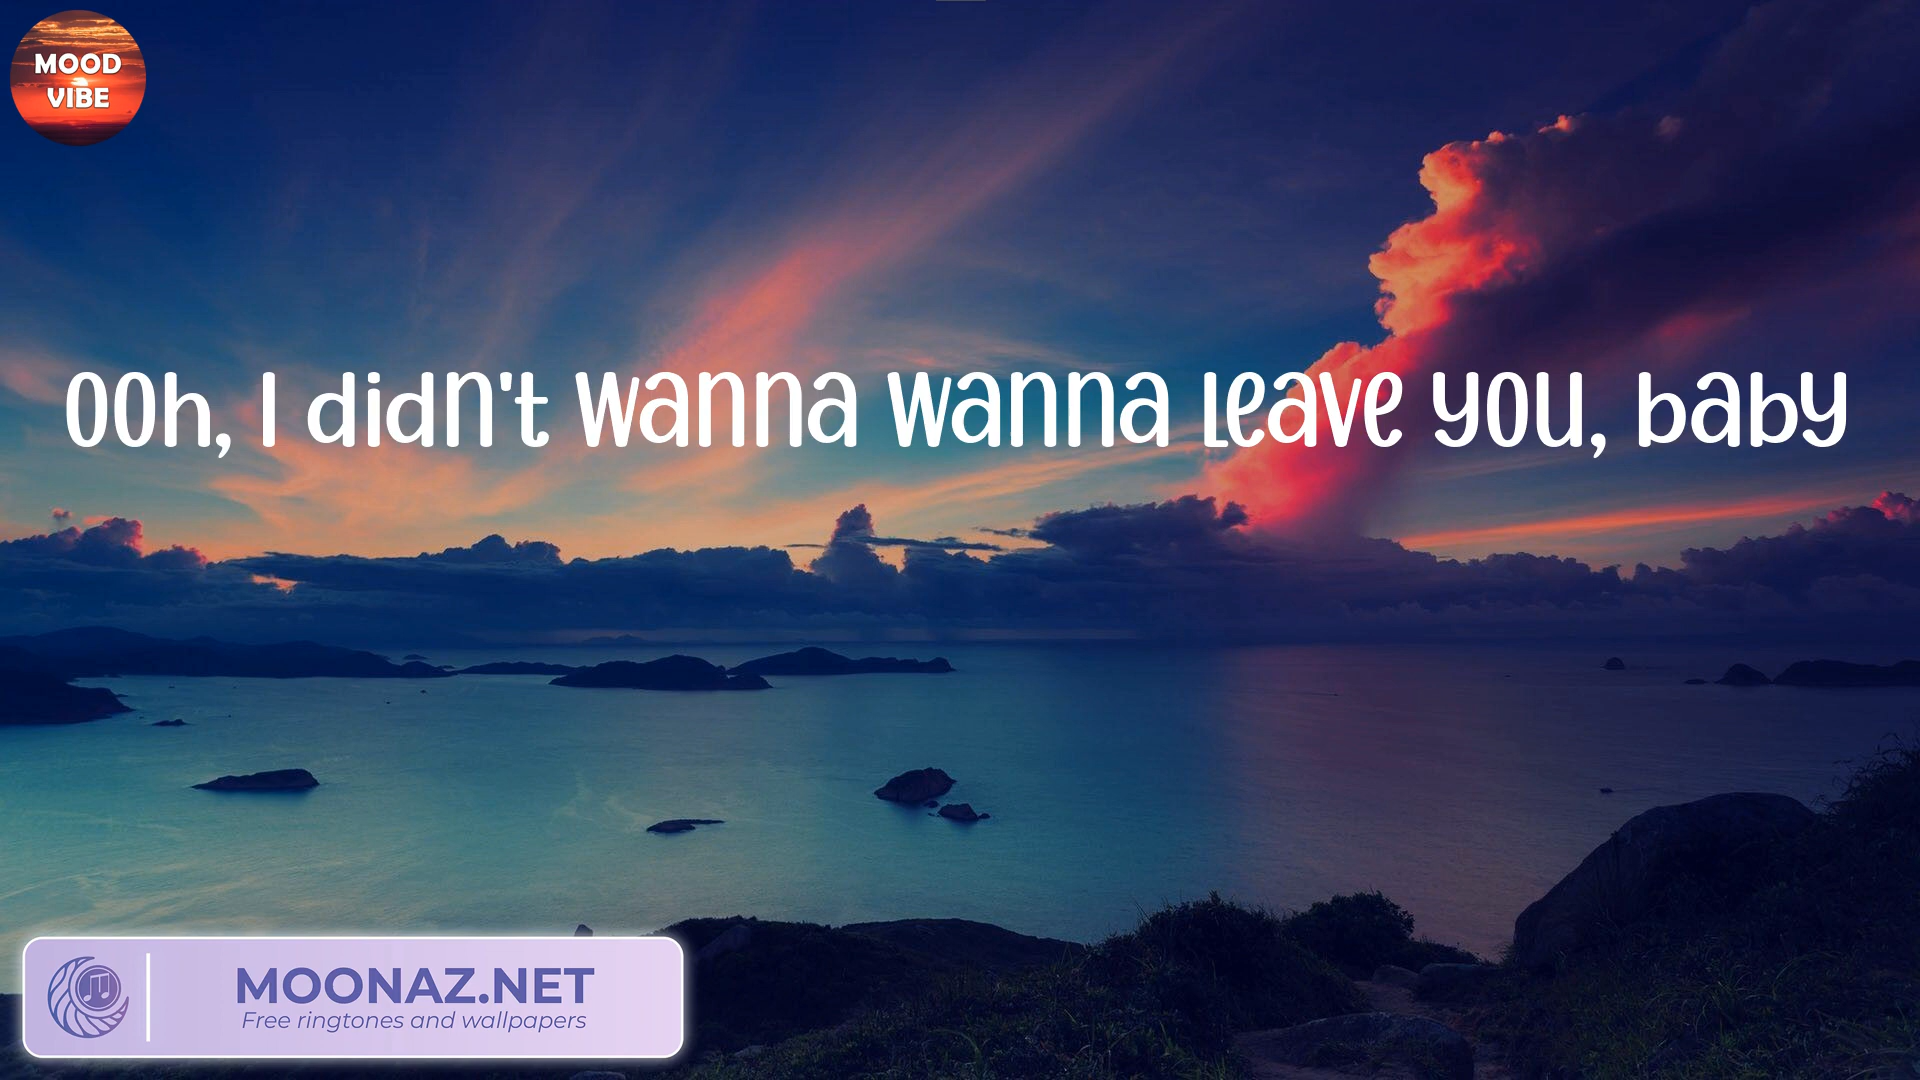 MOOD
VIBE
Ooh, I didn't wanna wanna leave you, baby
MOONAZ.NET
Free ringtones and wallpapers